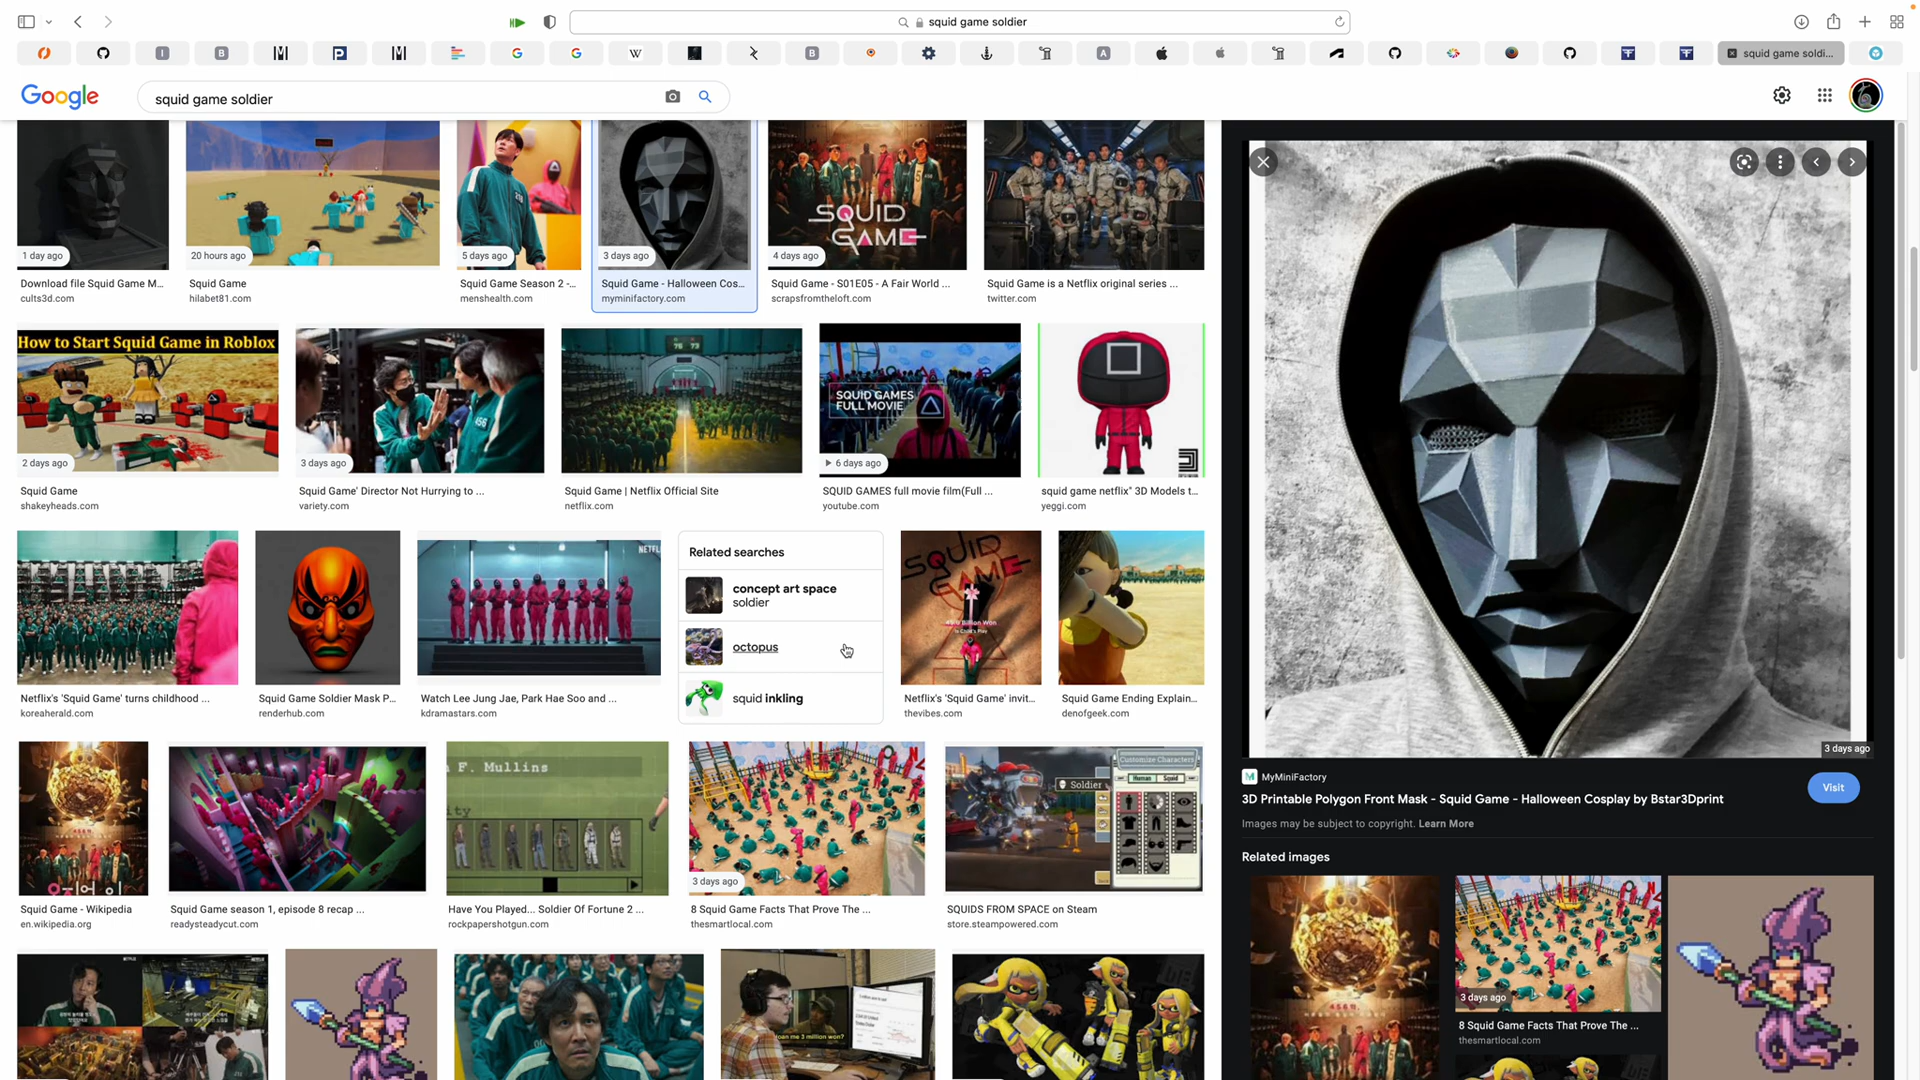 squid game soldier
squid game soldi...
Google
squid game soldier
1 day ago
Download file Squid Game M...
cults3d.com
20 hours ago
Squid Game
hilabet81.com
5 days ago
Squid Game Season 2 -...
menshealth.com
3 days ago
Squid Game - Halloween Cos...
myminifactory.com
SQUID
GAME
4 days ago
Squid Game - S01E05 - A Fair World ...
scrapsfromtheloft.com
Squid Game is a Netflix original series ...
twitter.com
How to Start Squid Game in Roblox
2 days ago
Squid Game
shakeyheads.com
456
3 days ago
Squid Game' Director Not Hurrying to ...
variety.com
Squid Game | Netflix Official Site
netflix.com
SQUID GAMES
FULL MOVIE
6 days ago
SQUID GAMES full movie film(Full ...
youtube.com
squid game netflix" 3D Models t...
yeggi.com
Netflix's 'Squid Game' turns childhood ...
koreaherald.com
Squid Game Soldier Mask P...
renderhub.com
NETFL
Watch Lee Jung Jae, Park Hae Soo and ...
kdramastars.com
Related searches
concept art space
soldier
octopus
squid inkling
SQUID
GAME
Netflix's 'Squid Game' invit...
thevibes.com
Squid Game Ending Explain...
denofgeek.com
Squid Game - Wikipedia
en.wikipedia.org
Squid Game season 1, episode 8 recap ...
readysteadycut.com
F. Mullins
Have You Played... Soldier Of Fortune 2 ...
rockpapershotgun.com
3 days ago
8 Squid Game Facts That Prove The ...
thesmartlocal.com
Soldier
Customize Characters
Human
Squid
SQUIDS FROM SPACE on Steam
store.steampowered.com
3 days ago
MyMiniFactory
3D Printable Polygon Front Mask - Squid Game - Halloween Cosplay by Bstar3Dprint
Visit
Images may be subject to copyright. Learn More
Related images
3 days ago
8 Squid Game Facts That Prove The ...
thesmartlocal.com